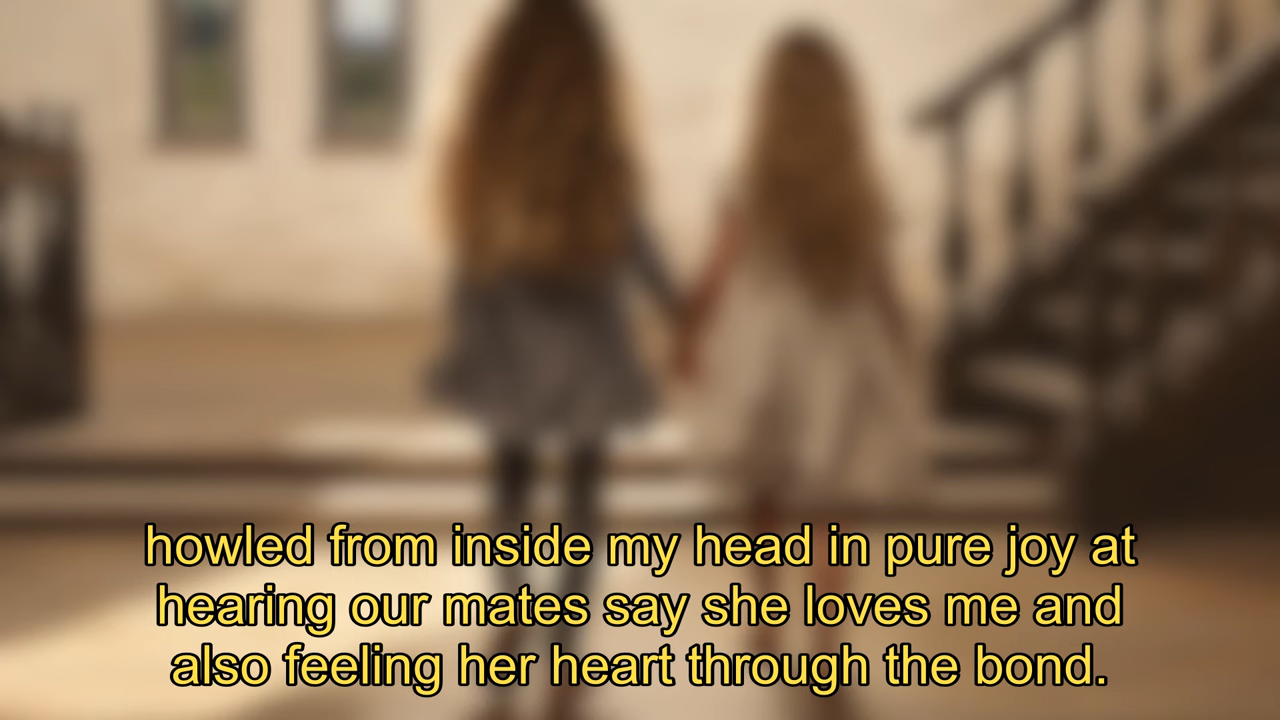 howled from inside my head in pure joy at
hearing our mates say she loves me and
also feeling her heart through the bond.